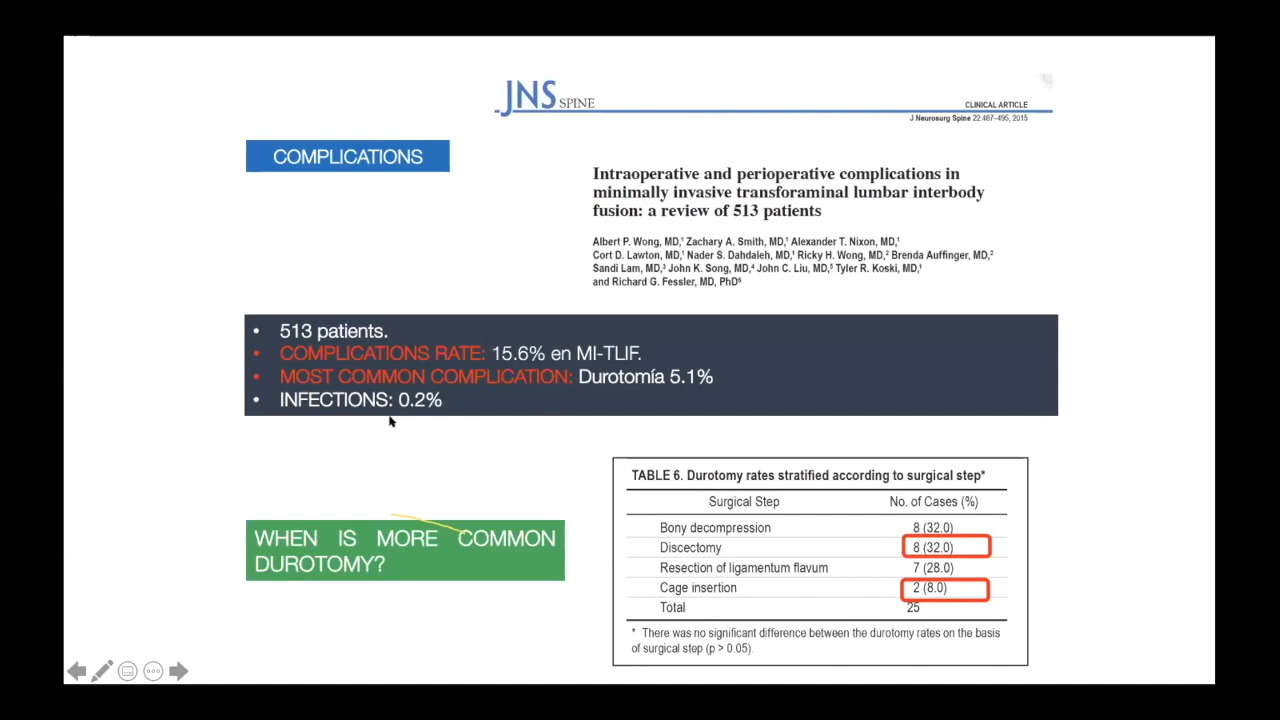 JNS SPINE
CLINICAL ARTICLE
J Neurosurg Spine 22:487–495, 2015
COMPLICATIONS
Intraoperative and perioperative complications in
minimally invasive transforaminal lumbar interbody
fusion: a review of 513 patients
Albert P. Wong, MD,¹ Zachary A. Smith, MD,¹ Alexander T. Nixon, MD,¹
Cort D. Lawton, MD,¹ Nader S. Dahdaleh, MD,¹ Ricky H. Wong, MD,² Brenda Auffinger, MD,²
Sandi Lam, MD,³ John K. Song, MD,⁴ John C. Liu, MD,⁵ Tyler R. Koski, MD,¹
and Richard G. Fessler, MD, PhD⁶
• 513 patients.
• COMPLICATIONS RATE: 15.6% en MI-TLIF.
• MOST COMMON COMPLICATION: Durotomía 5.1%
• INFECTIONS: 0.2%
WHEN IS MORE COMMON
DUROTOMY?
TABLE 6. Durotomy rates stratified according to surgical step*
Surgical Step No. of Cases (%)
Bony decompression 8 (32.0)
Discectomy 8 (32.0)
Resection of ligamentum flavum 7 (28.0)
Cage insertion 2 (8.0)
Total 25
* There was no significant difference between the durotomy rates on the basis
of surgical step (p > 0.05).